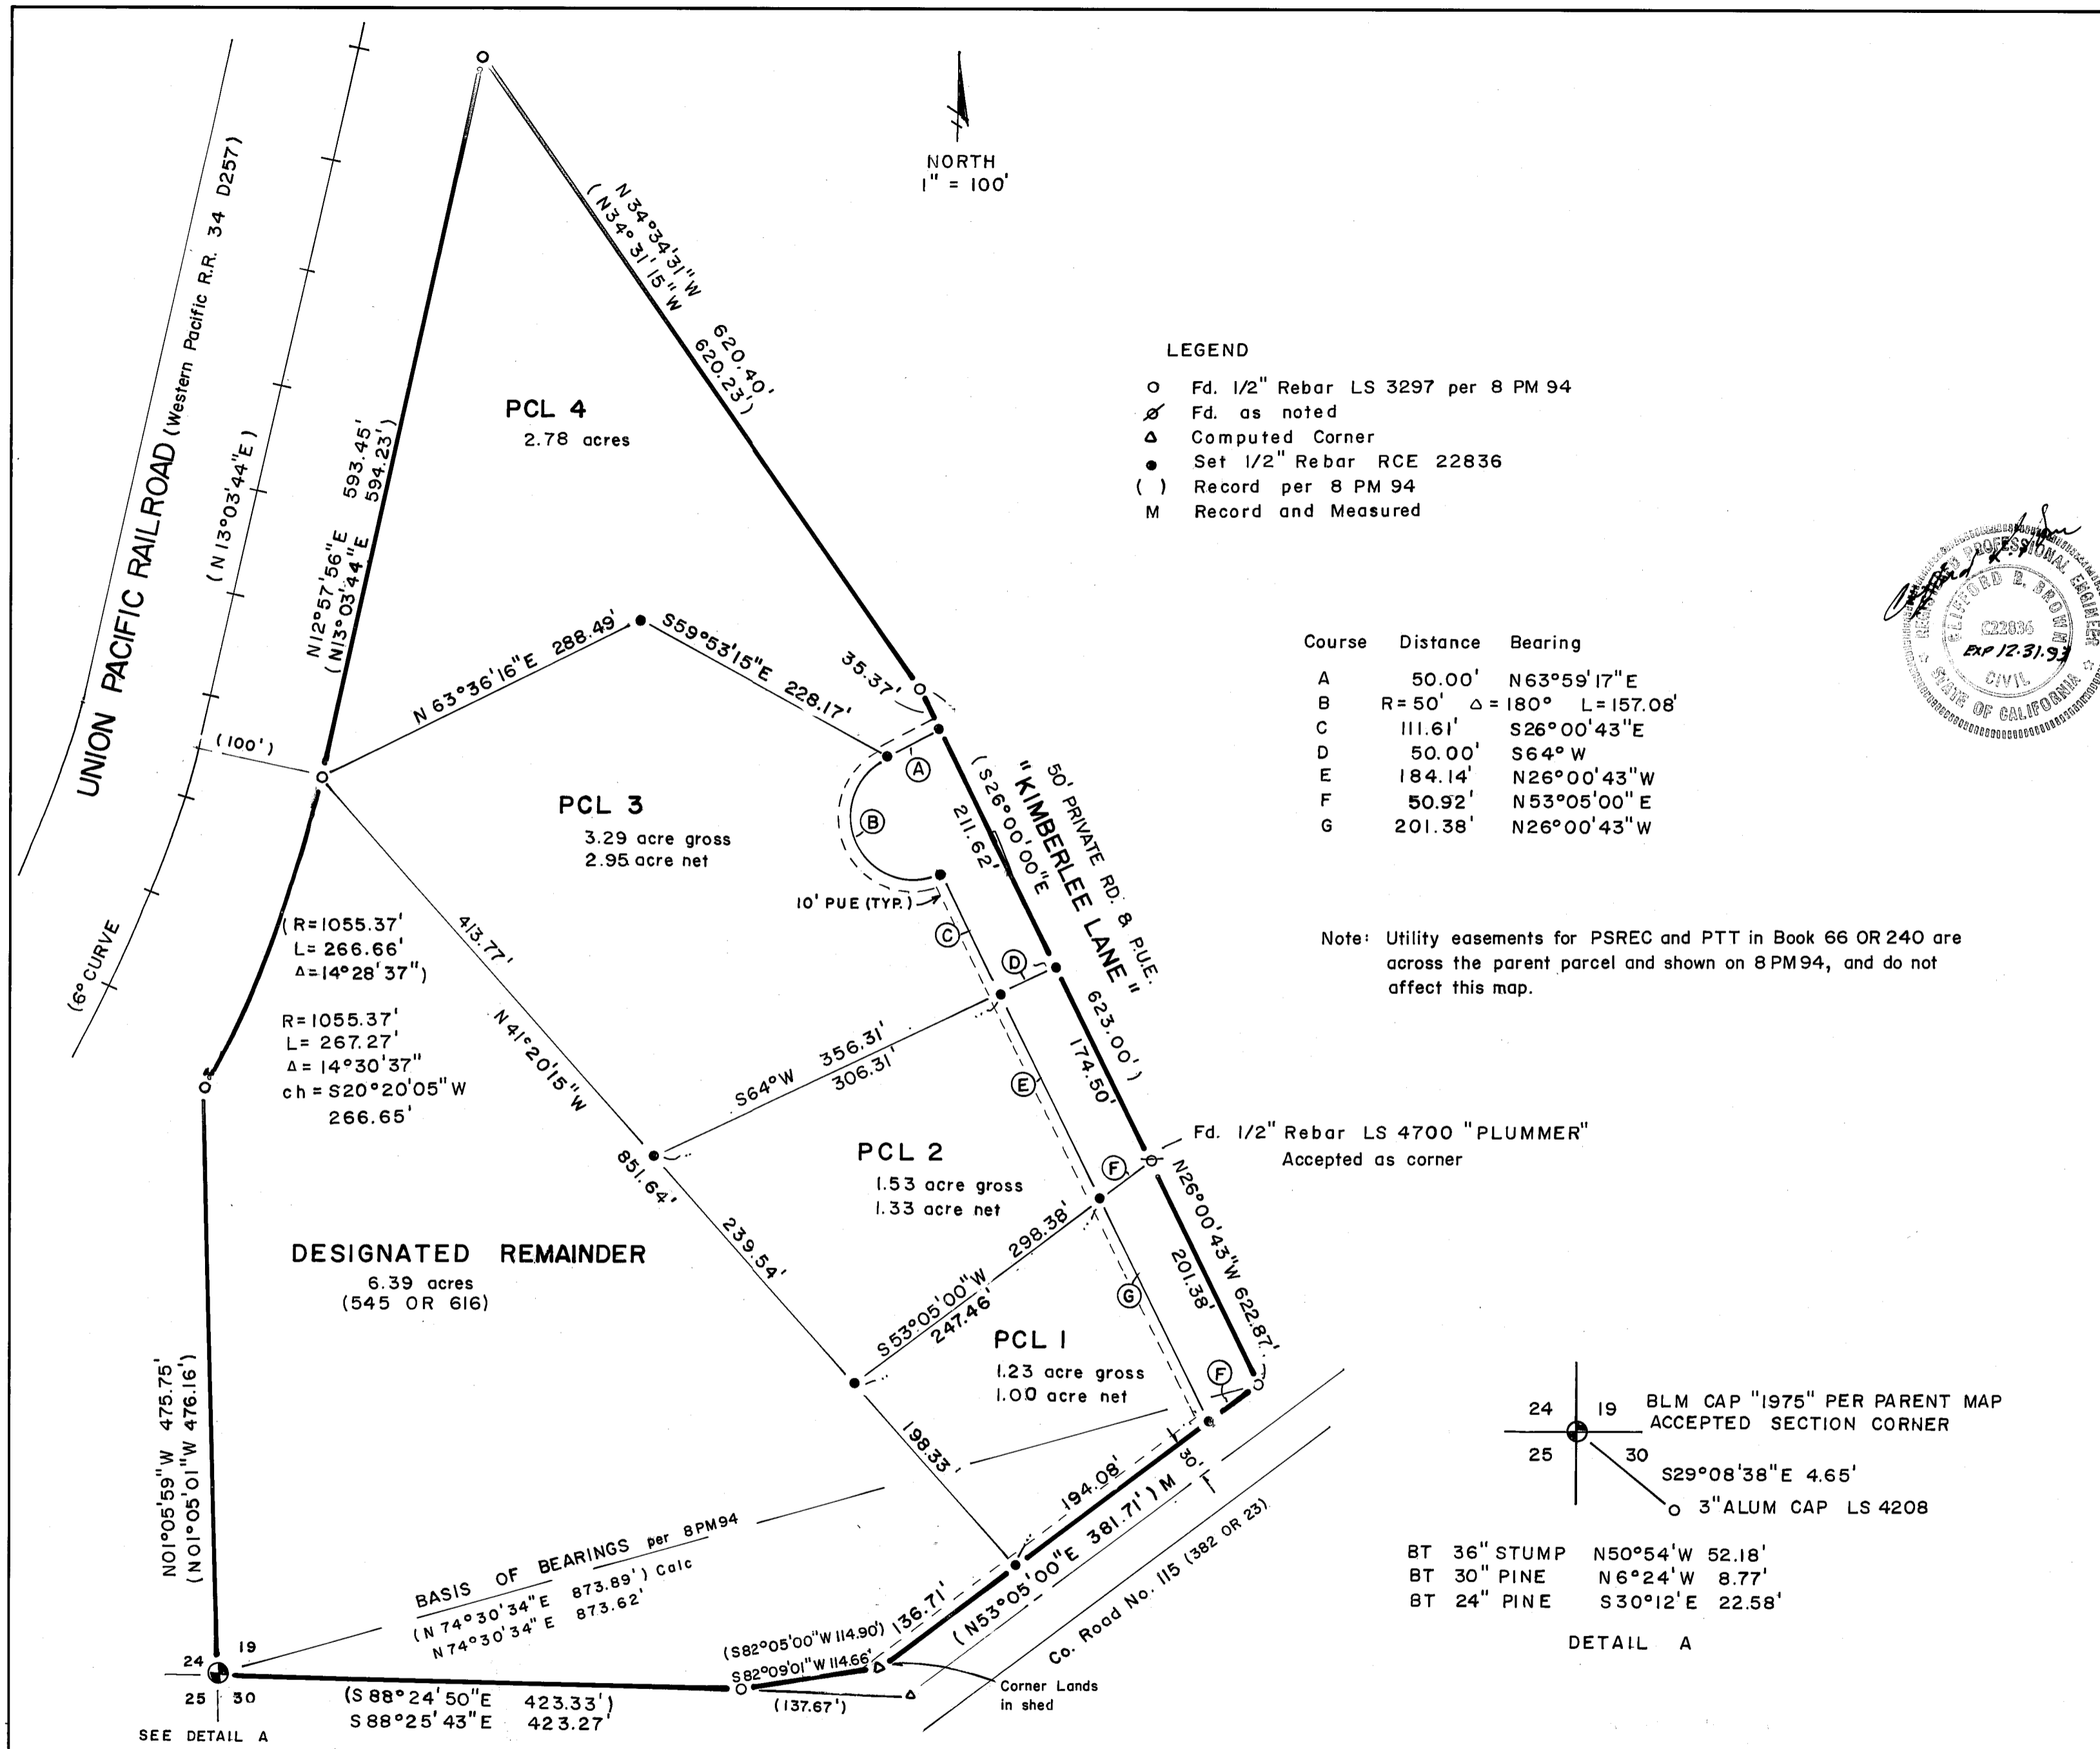 UNION PACIFIC RAILROAD (Western Pacific R.R. 34 D257)
(N 13°03'44"E)
(6° CURVE
(100')
N12°57'56"E 593.45'
(N13°03'44"E 594.23')
NORTH
1" = 100'
N 34°34'31"W 620.40'
(N34°31'15"W 620.23')
PCL 4
2.78 acres
LEGEND
Fd. 1/2" Rebar LS 3297 per 8 PM 94
Fd. as noted
Computed Corner
Set 1/2" Rebar RCE 22836
( ) Record per 8 PM 94
M Record and Measured
REGISTERED PROFESSIONAL ENGINEER
CLIFFORD R. BROWN
C22836
EXP 12.31.93
CIVIL
STATE OF CALIFORNIA
N 63°36'16"E 288.49'
S59°53'15"E 228.17'
35.37'
Course Distance Bearing
A 50.00' N63°59'17"E
B R=50' Δ=180° L=157.08'
C 111.61' S26°00'43"E
D 50.00' S64° W
E 184.14' N26°00'43"W
F 50.92' N53°05'00"E
G 201.38' N26°00'43"W
A
B
C
D
E
F
G
F
PCL 3
3.29 acre gross
2.95 acre net
10' PUE (TYP.)
211.62'
(S26°00'00"E 623.00')
"KIMBERLEE LANE"
50' PRIVATE RD. & P.U.E.
174.50'
Note: Utility easements for PSREC and PTT in Book 66 OR 240 are
across the parent parcel and shown on 8PM94, and do not
affect this map.
(R=1055.37'
L= 266.66'
Δ=14°28'37")
R=1055.37'
L= 267.27'
Δ= 14°30'37"
ch=S20°20'05"W
266.65'
413.77'
N41°20'15"W 851.64'
S64°W 356.31'
306.31'
Fd. 1/2" Rebar LS 4700 "PLUMMER"
Accepted as corner
PCL 2
1.53 acre gross
1.33 acre net
N26°00'43"W 622.87'
201.38'
239.54'
S53°05'00"W 298.38'
247.46'
DESIGNATED REMAINDER
6.39 acres
(545 OR 616)
PCL 1
1.23 acre gross
1.00 acre net
198.33'
N01°05'59"W 475.75'
(N01°05'01"W 476.16')
BASIS OF BEARINGS per 8PM94
(N 74°30'34"E 873.89') Calc
N74°30'34"E 873.62'
194.08'
30'
(N53°05'00"E 381.71') M
136.71'
Co. Road No. 115 (382 OR 23)
(S82°05'00"W 114.90')
S82°09'01"W 114.66'
(137.67')
Corner Lands
in shed
24 19
25 30
(S 88°24'50"E 423.33')
S 88°25'43"E 423.27'
SEE DETAIL A
24 19
25 30
BLM CAP "1975" PER PARENT MAP
ACCEPTED SECTION CORNER
S29°08'38"E 4.65'
3" ALUM CAP LS 4208
BT 36" STUMP N50°54'W 52.18'
BT 30" PINE N6°24'W 8.77'
BT 24" PINE S30°12'E 22.58'
DETAIL A